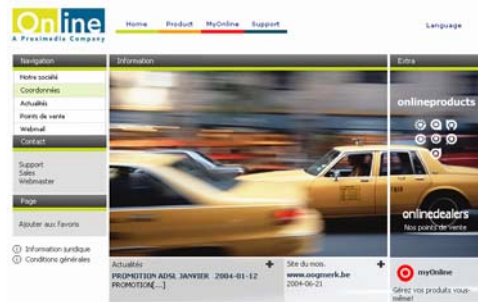 Online
A Proximedia Company
Home Product MyOnline Support
Language
Navigation
Notre société
Coordonnées
Actualités
Points de vente
Webmail
Contact
Support
Sales
Webmaster
Page
Ajouter aux Favoris
Information juridique
Conditions générales
Information
Actualités
PROMOTION ADSL JANVIER 2004-01-12
PROMOTION[...]
Site du mois.
www.oogmerk.be
2004-06-21
Extra
onlineproducts
onlinedealers
Nos points de vente
myOnline
Gérez vos produits vous-
même!